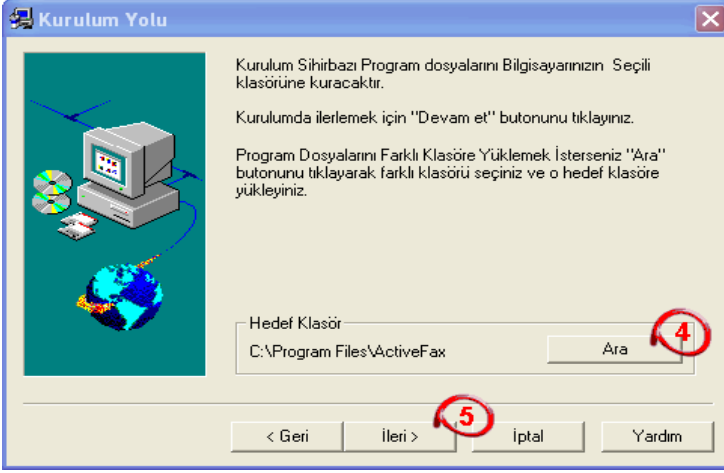 Kurulum Yolu
Kurulum Sihirbazı Program dosyalarını Bilgisayarınızın  Seçili
klasörüne kuracaktır.
Kurulumda ilerlemek için "Devam et" butonunu tıklayınız.
Program Dosyalarını Farklı Klasöre Yüklemek İsterseniz "Ara"
butonunu tıklayarak farklı klasörü seçiniz ve o hedef klasöre
yükleyiniz.
Hedef Klasör
4
C:\Program Files\ActiveFax
Ara
5
< Geri
İleri >
İptal
Yardım